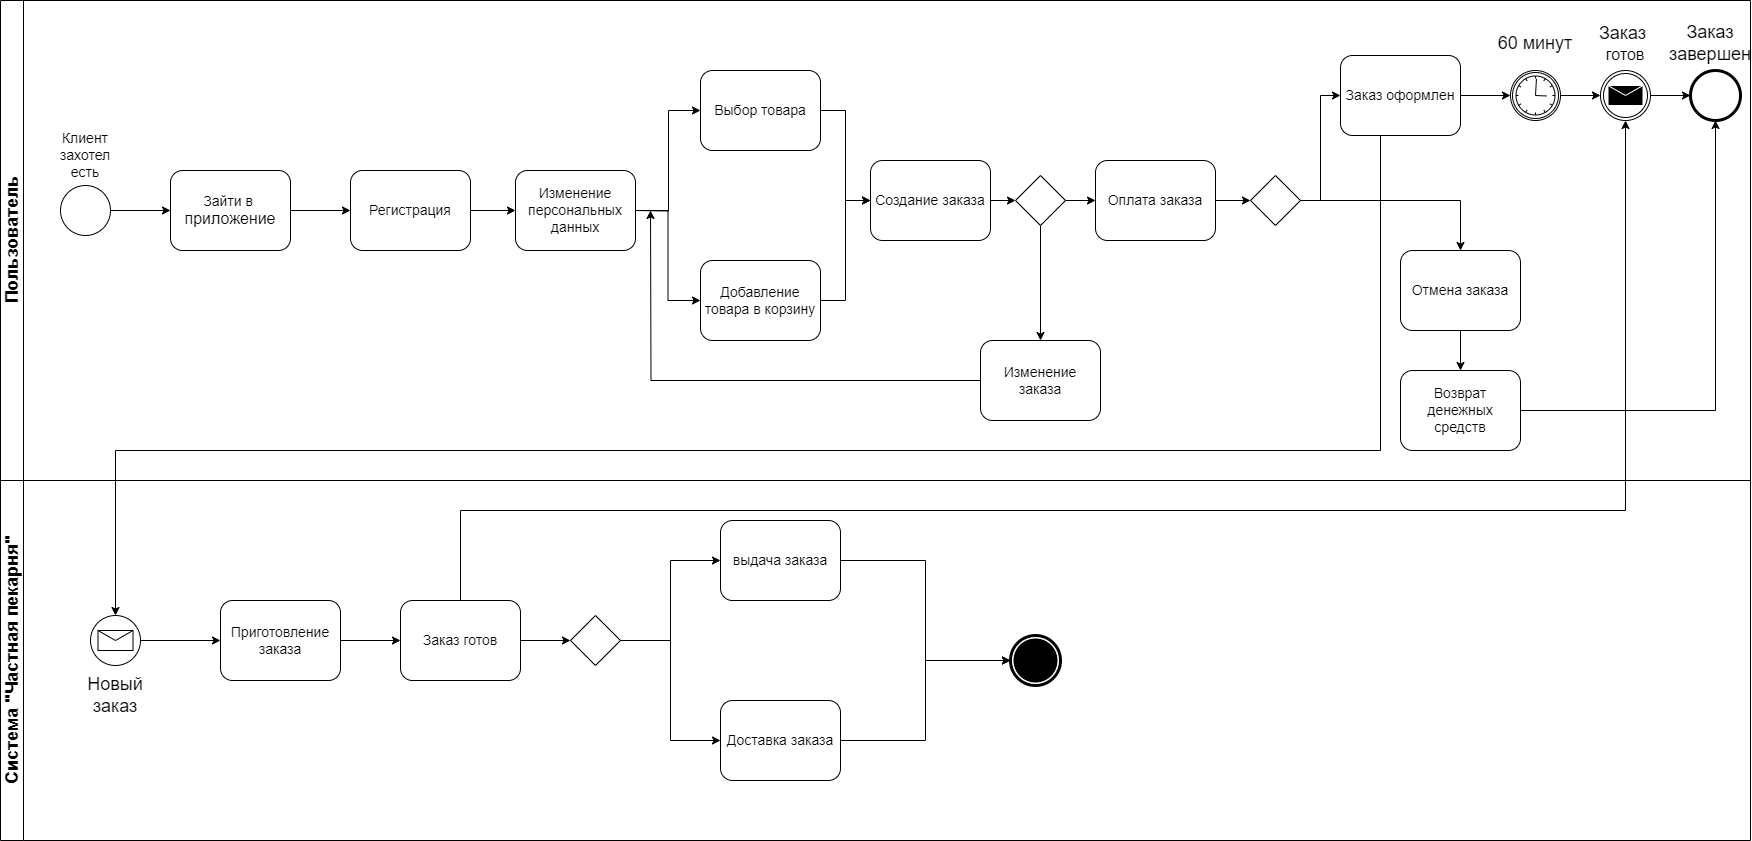 Пользователь
Клиент
захотел
есть
Зайти в
приложение
Регистрация
Изменение
персональных
данных
Выбор товара
Добавление
товара в корзину
Создание заказа
Изменение
заказа
Оплата заказа
Заказ оформлен
60 минут
Заказ
готов
Заказ
завершен
Отмена заказа
Возврат
денежных
средств
Система "Частная пекарня"
Новый
заказ
Приготовление
заказа
Заказ готов
выдача заказа
Доставка заказа